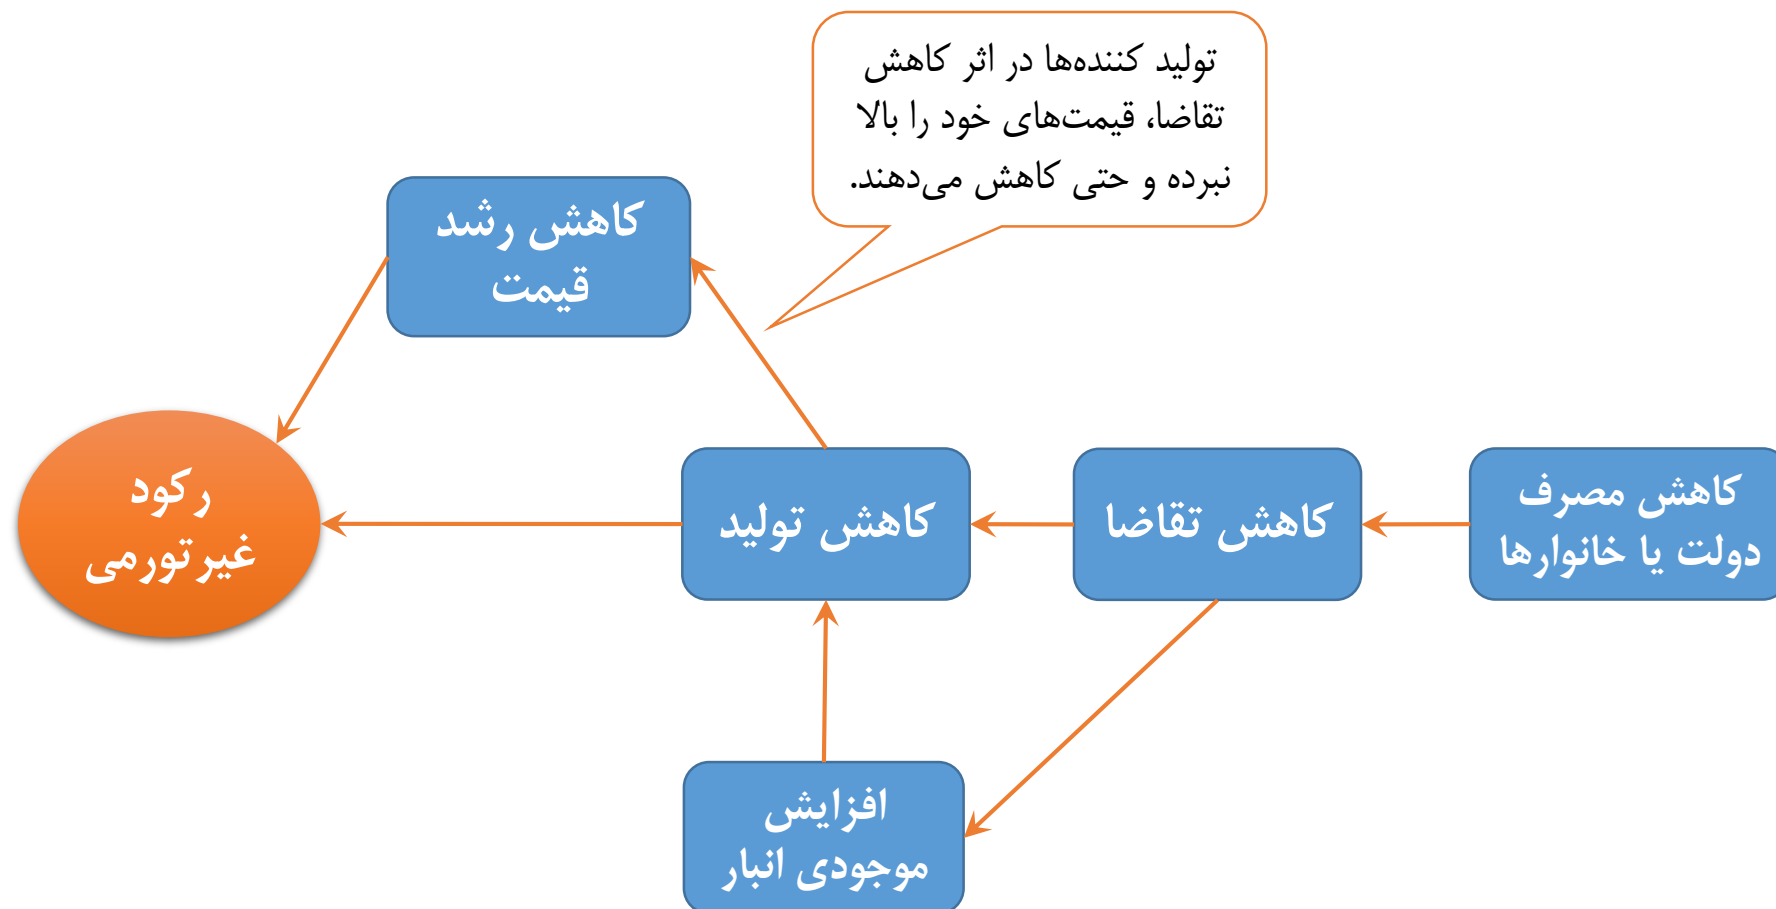 تولید کننده‌ها در اثر کاهش
تقاضا، قیمت‌های خود را بالا
نبرده و حتی کاهش می‌دهند.
کاهش رشد
قیمت
کاهش مصرف
دولت یا خانوارها
کاهش تقاضا
کاهش تولید
رکود
غیرتورمی
افزایش
موجودی انبار